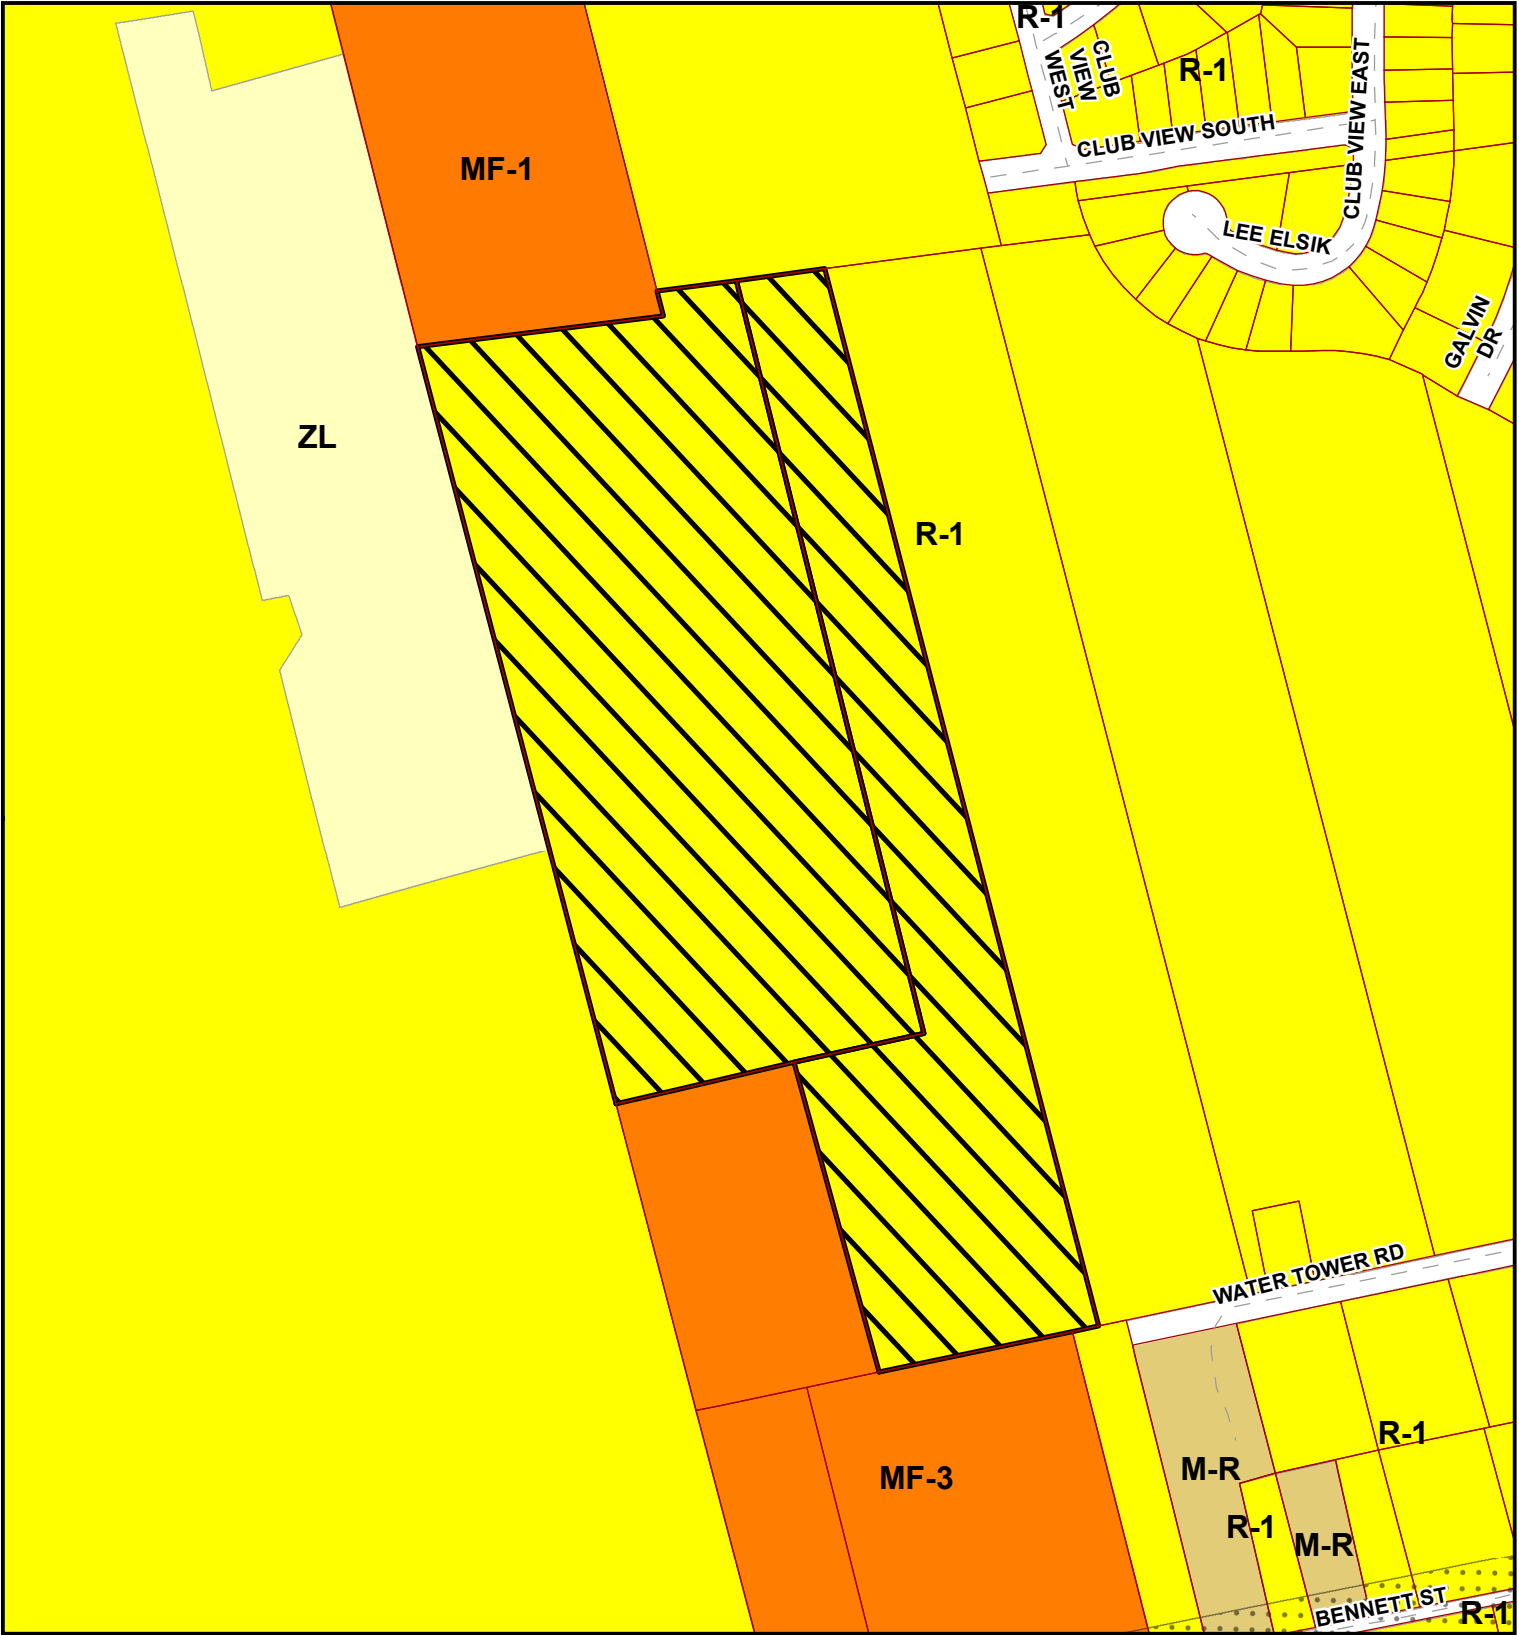 R-1
CLUB
VIEW
WEST
R-1
CLUB VIEW SOUTH
CLUB VIEW EAST
MF-1
LEE ELSIK
GALVIN
DR
ZL
R-1
WATER TOWER RD
R-1
M-R
MF-3
R-1
M-R
BENNETT ST
R-1